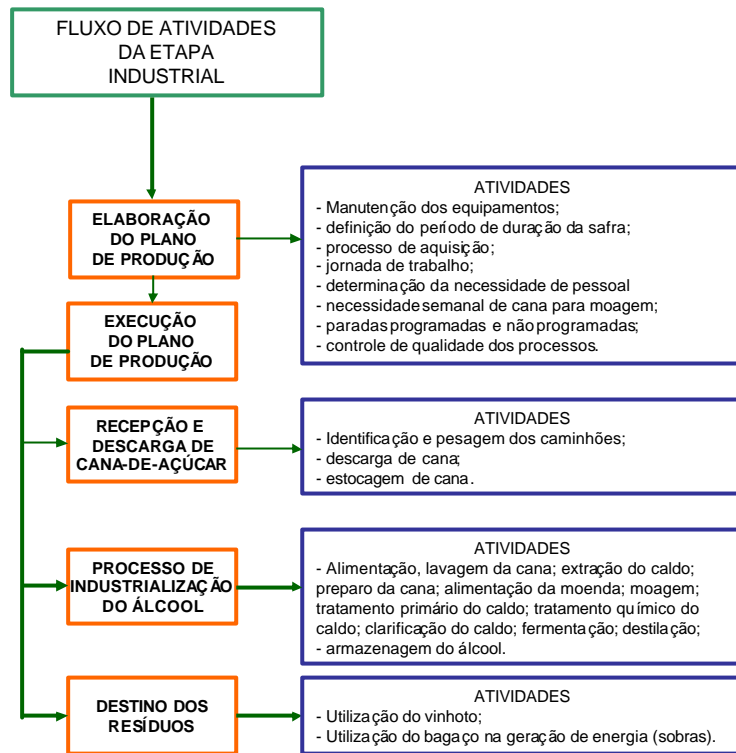 FLUXO DE ATIVIDADES
DA ETAPA
INDUSTRIAL
ELABORAÇÃO
DO PLANO
DE PRODUÇÃO
ATIVIDADES
- Manutenção dos equipamentos;
- definição do período de duração da safra;
- processo de aquisição;
- jornada de trabalho;
- determinação da necessidade de pessoal
- necessidade semanal de cana para moagem;
- paradas programadas e não programadas;
- controle de qualidade dos processos.
EXECUÇÃO
DO PLANO
DE PRODUÇÃO
RECEPÇÃO E
DESCARGA DE
CANA-DE-AÇÚCAR
ATIVIDADES
- Identificação e pesagem dos caminhões;
- descarga de cana;
- estocagem de cana.
PROCESSO DE
INDUSTRIALIZAÇÃO
DO ÁLCOOL
ATIVIDADES
- Alimentação, lavagem da cana; extração do caldo;
preparo da cana; alimentação da moenda; moagem;
tratamento primário do caldo; tratamento químico do
caldo; clarificação do caldo; fermentação; destilação;
- armazenagem do álcool.
DESTINO DOS
RESÍDUOS
ATIVIDADES
- Utilização do vinhoto;
- Utilização do bagaço na geração de energia (sobras).